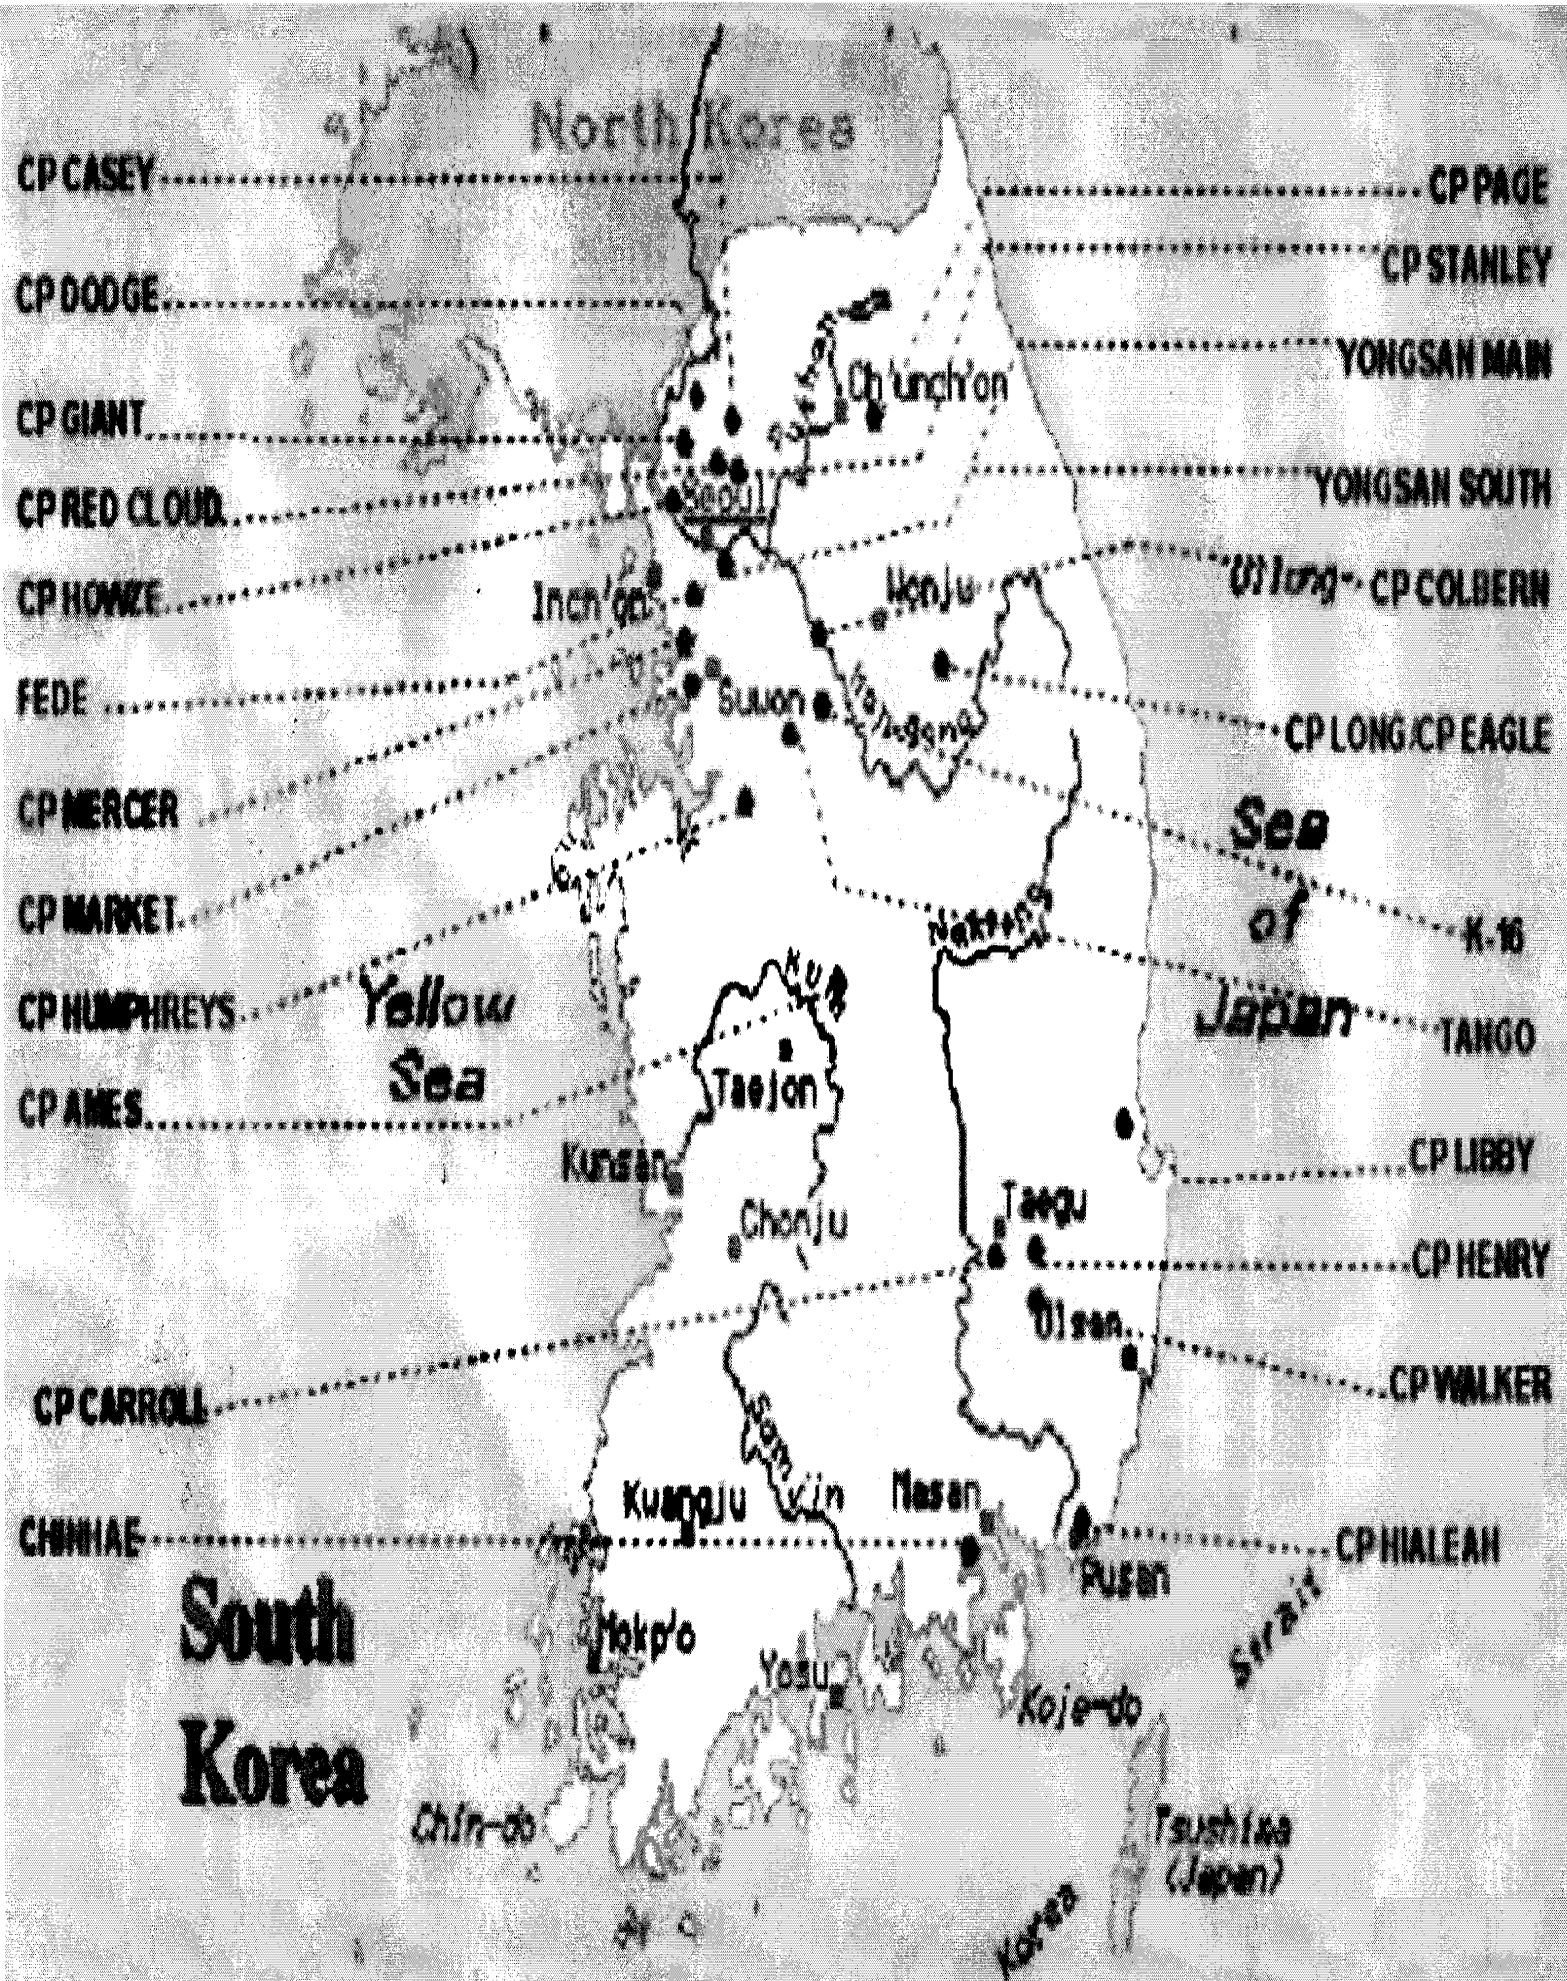 North Korea
CP CASEY
CP DODGE
CP GIANT
CP RED CLOUD
CP HOWZE
FEDE
CP MERCER
CP MARKET
CP HUMPHREYS
CP AMES
CP CARROLL
CHINHAE
CP PAGE
CP STANLEY
YONGSAN MAIN
YONGSAN SOUTH
CP COLBERN
CP LONG/CP EAGLE
K-16
TANGO
CP LIBBY
CP HENRY
CP WALKER
CP HIALEAH
Ch'unch'on
Seoul
Inch'on
Wonju
Ullung-
Suwon
Sea
of
Japan
Naktong
Yellow
Sea
Kum
Taejon
Kunsan
Chonju
Taegu
Ulsan
Somjin
Kwangju
Masan
Pusan
Mokp'o
Yosu
Koje-do
South
Korea
Chin-do
Tsushima
(Japan)
Korea
Strait